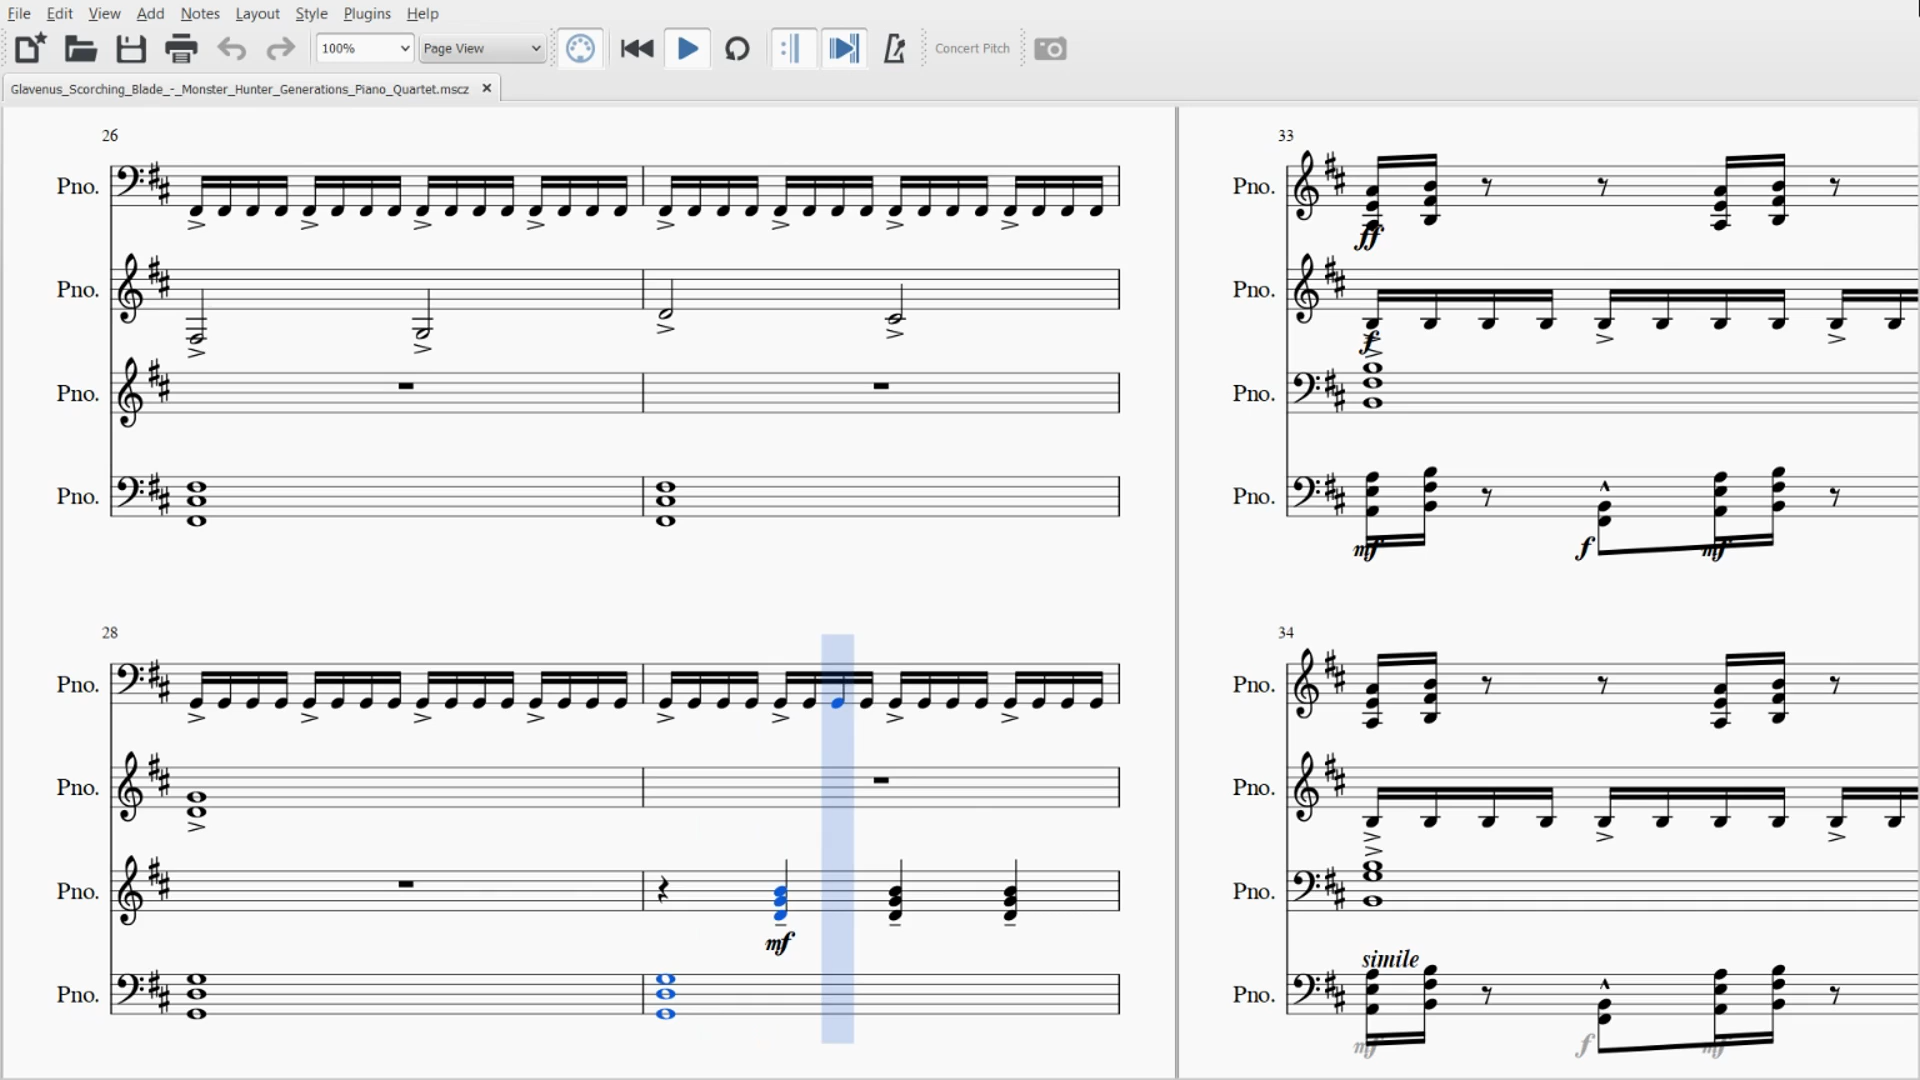 File Edit View Add Notes Layout Style Plugins Help
100% Page View Concert Pitch
Glavenus_Scorching_Blade_-_Monster_Hunter_Generations_Piano_Quartet.mscz
26
Pno.
Pno.
Pno.
Pno.
28
Pno.
Pno.
Pno.
mf
Pno.
33
Pno.
ff
Pno.
f
Pno.
Pno.
mf f mf
34
Pno.
Pno.
Pno.
simile
Pno.
mf f mf